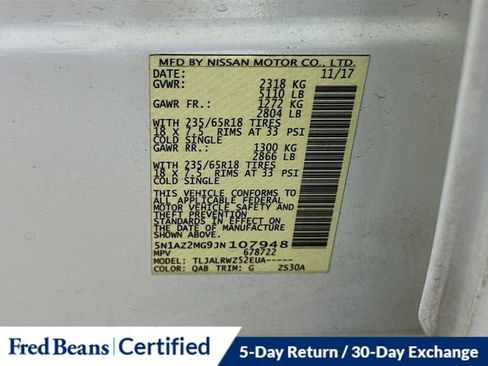 MFD BY NISSAN MOTOR CO., LTD.
DATE: 11/17
GVWR: 2318 KG
5110 LB
GAWR FR.: 1272 KG
2804 LB
WITH 235/65R18 TIRES
18 X 7.5 RIMS AT 33 PSI
COLD SINGLE
GAWR RR.: 1300 KG
2866 LB
WITH 235/65R18 TIRES
18 X 7.5 RIMS AT 33 PSI
COLD SINGLE
THIS VEHICLE CONFORMS TO
ALL APPLICABLE FEDERAL
MOTOR VEHICLE SAFETY AND
THEFT PREVENTION
STANDARDS IN EFFECT ON
THE DATE OF MANUFACTURE
SHOWN ABOVE.
5N1AZ2MG9JN107948
MPV 678722
MODEL: TLJALRWZ52EUA-----
COLOR: QAB TRIM: G ZS30A
Fred Beans Certified
5-Day Return / 30-Day Exchange